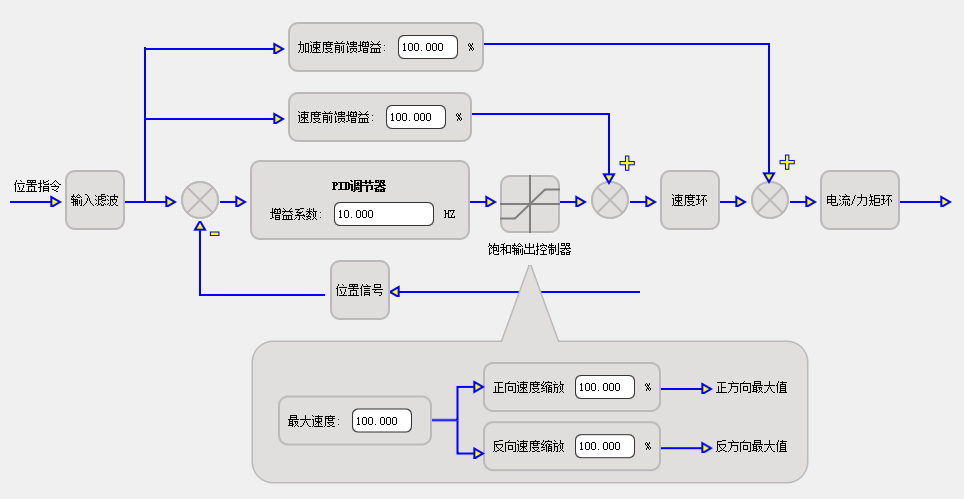 加速度前馈增益: 100.000 %
速度前馈增益: 100.000 %
位置指令
输入滤波
PID调节器
增益系数: 10.000 HZ
饱和输出控制器
+
速度环
+
电流/力矩环
-
位置信号
最大速度: 100.000
正向速度缩放 100.000 %
正方向最大值
反向速度缩放 100.000 %
反方向最大值